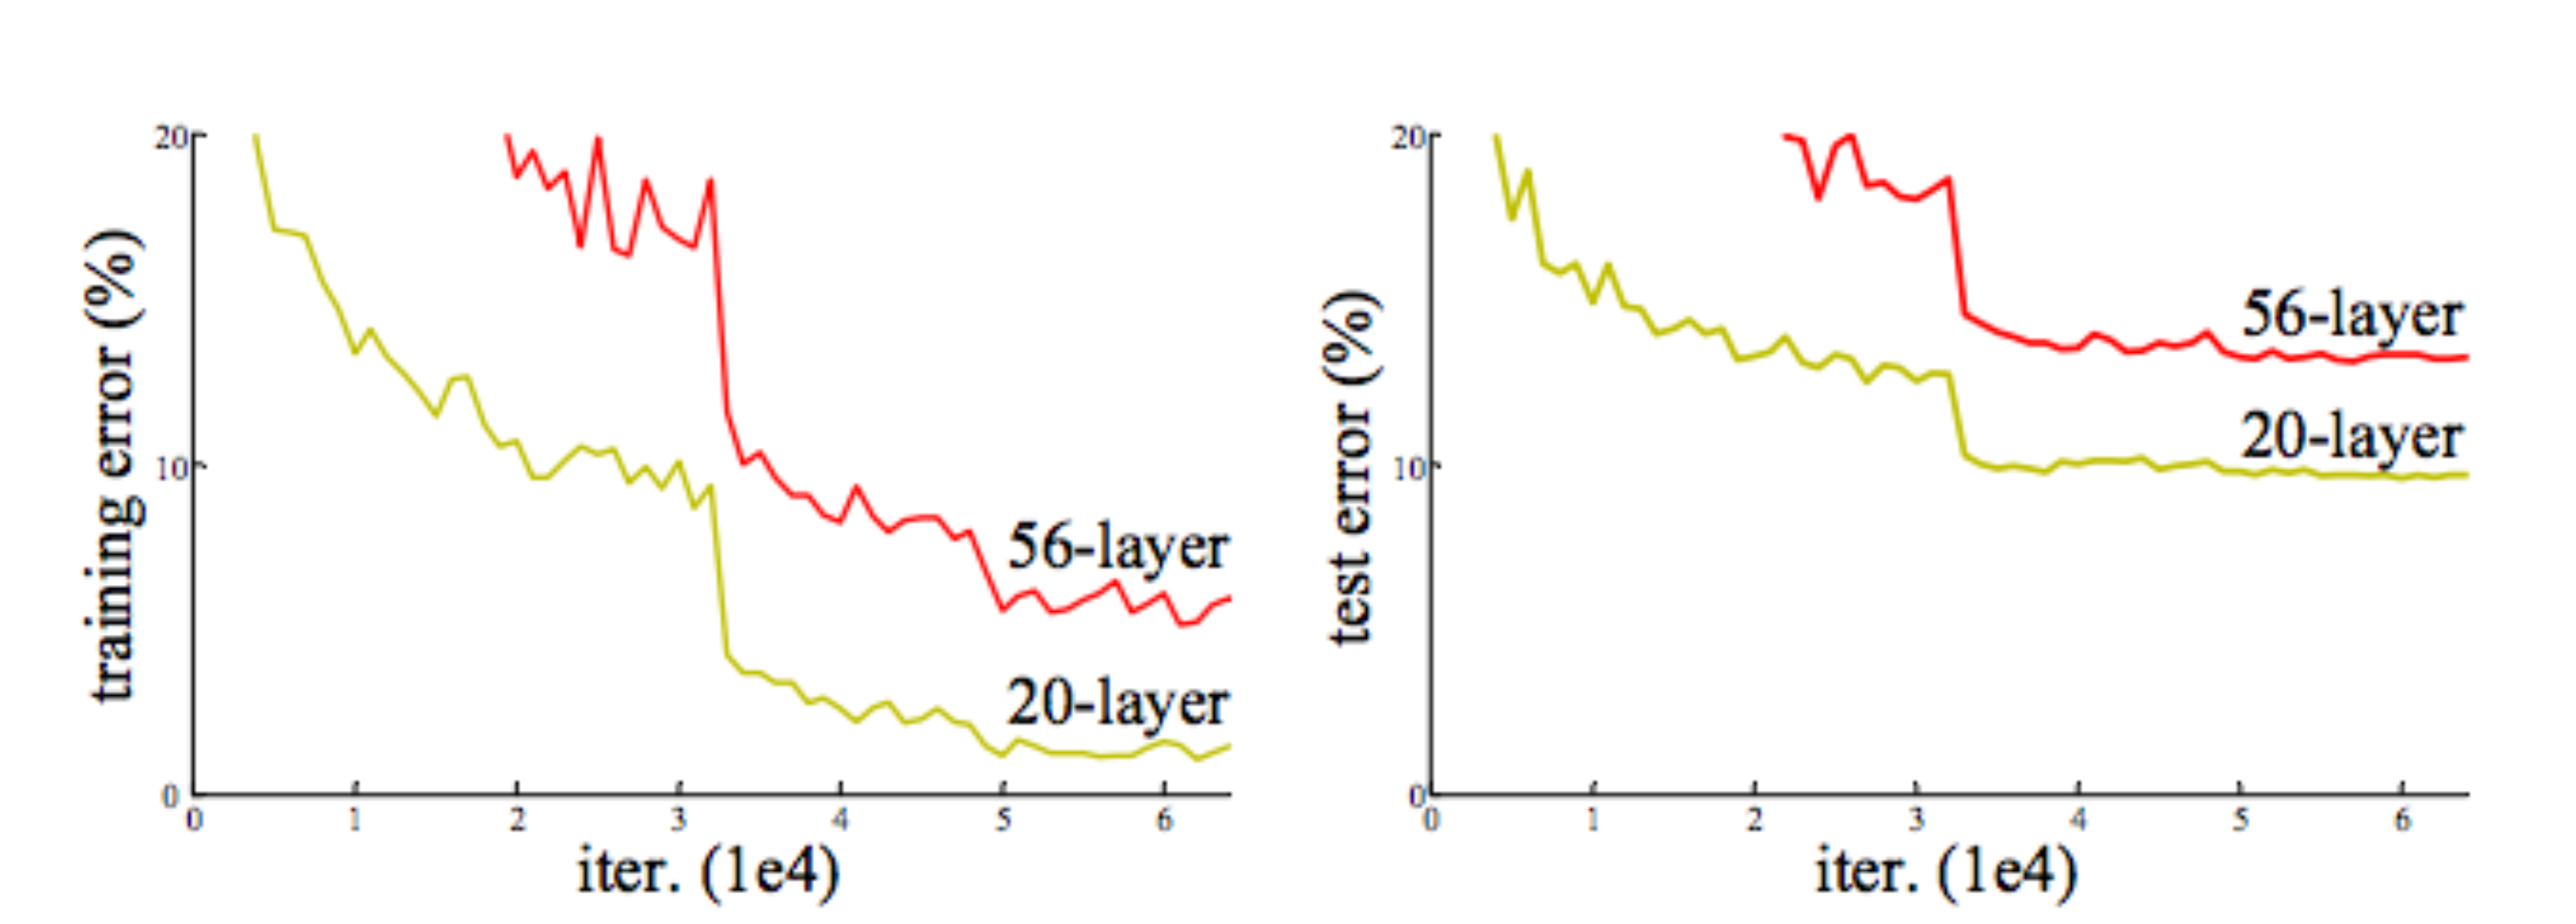 training error (%)
20
10
0
56-layer
20-layer
0 1 2 3 4 5 6
iter. (1e4)
test error (%)
20
10
0
56-layer
20-layer
0 1 2 3 4 5 6
iter. (1e4)